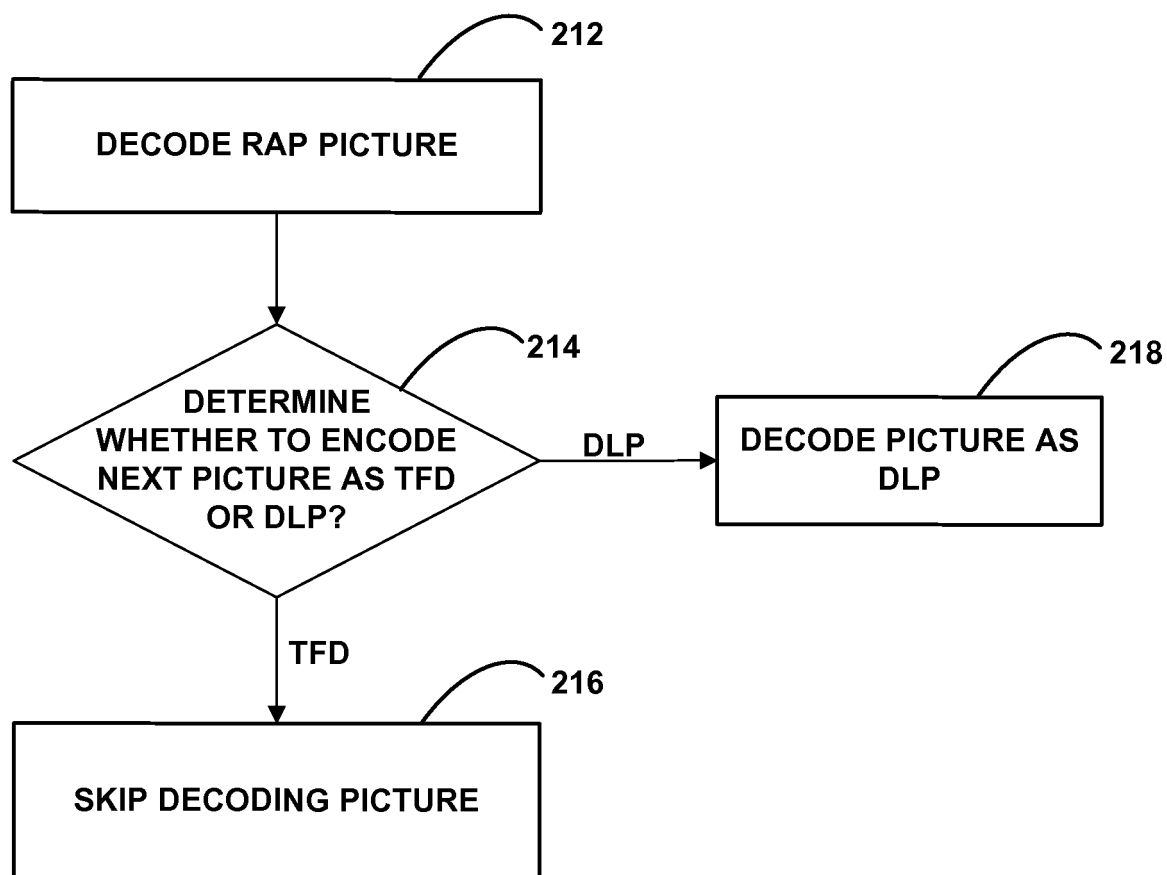 212
DECODE RAP PICTURE
214
DETERMINE
WHETHER TO ENCODE
NEXT PICTURE AS TFD
OR DLP?
DLP
218
DECODE PICTURE AS
DLP
TFD
216
SKIP DECODING PICTURE